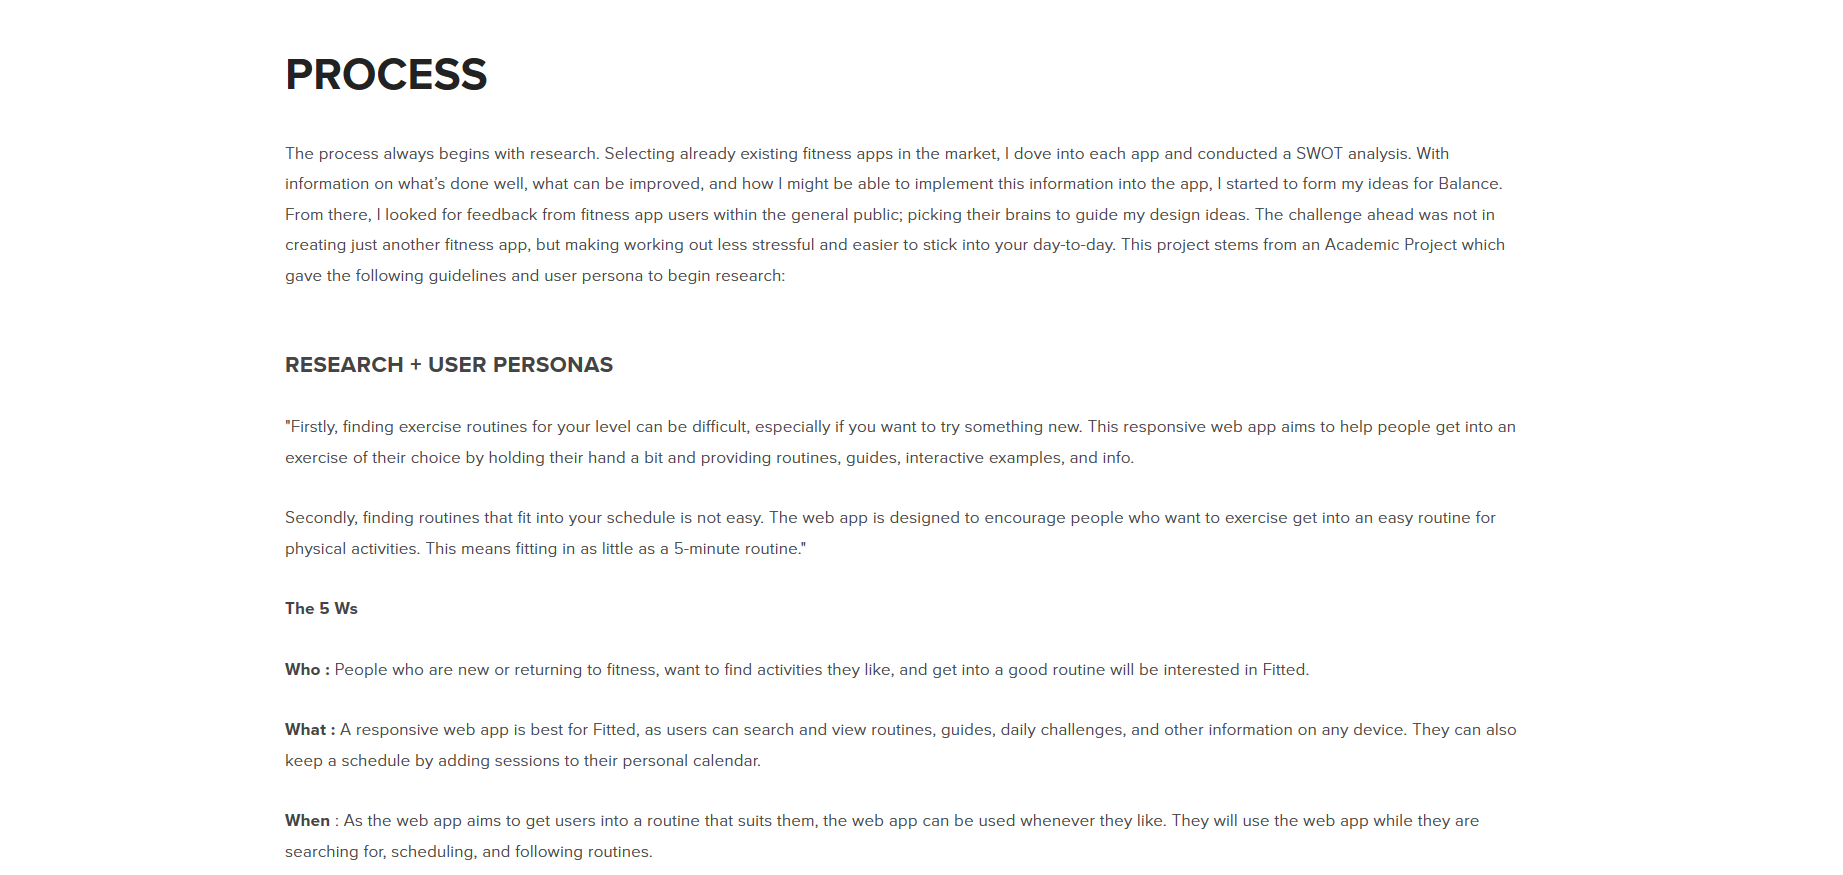 PROCESS
The process always begins with research. Selecting already existing fitness apps in the market, I dove into each app and conducted a SWOT analysis. With
information on what’s done well, what can be improved, and how I might be able to implement this information into the app, I started to form my ideas for Balance.
From there, I looked for feedback from fitness app users within the general public; picking their brains to guide my design ideas. The challenge ahead was not in
creating just another fitness app, but making working out less stressful and easier to stick into your day-to-day. This project stems from an Academic Project which
gave the following guidelines and user persona to begin research:
RESEARCH + USER PERSONAS
"Firstly, finding exercise routines for your level can be difficult, especially if you want to try something new. This responsive web app aims to help people get into an
exercise of their choice by holding their hand a bit and providing routines, guides, interactive examples, and info.
Secondly, finding routines that fit into your schedule is not easy. The web app is designed to encourage people who want to exercise get into an easy routine for
physical activities. This means fitting in as little as a 5-minute routine."
The 5 Ws
Who : People who are new or returning to fitness, want to find activities they like, and get into a good routine will be interested in Fitted.
What : A responsive web app is best for Fitted, as users can search and view routines, guides, daily challenges, and other information on any device. They can also
keep a schedule by adding sessions to their personal calendar.
When : As the web app aims to get users into a routine that suits them, the web app can be used whenever they like. They will use the web app while they are
searching for, scheduling, and following routines.